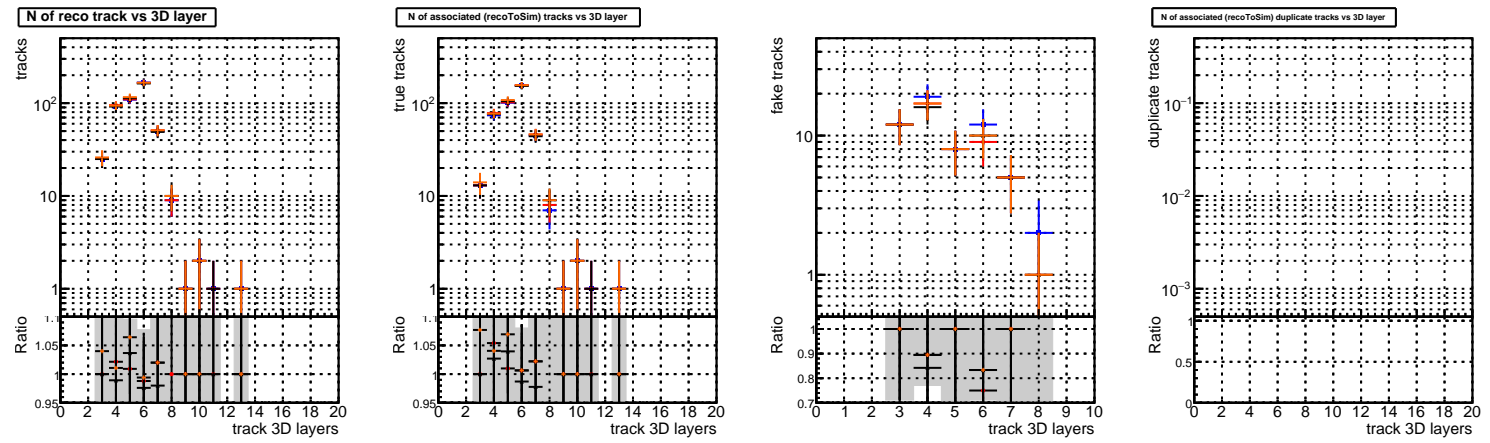 N of reco track vs 3D layer
tracks
10²
10
1
Ratio
1.1
1.05
1
0.95
0 2 4 6 8 10 12 14 16 18 20
track 3D layers
N of associated (recoToSim) tracks vs 3D layer
true tracks
10²
10
1
Ratio
1.1
1.05
1
0.95
0 2 4 6 8 10 12 14 16 18 20
track 3D layers
fake tracks
10
1
Ratio
1
0.9
0.8
0.7
0 1 2 3 4 5 6 7 8 9 10
track 3D layers
N of associated (recoToSim) duplicate tracks vs 3D layer
duplicate tracks
10⁻¹
10⁻²
10⁻³
Ratio
1
0.5
0
0 2 4 6 8 10 12 14 16 18 20
track 3D layers